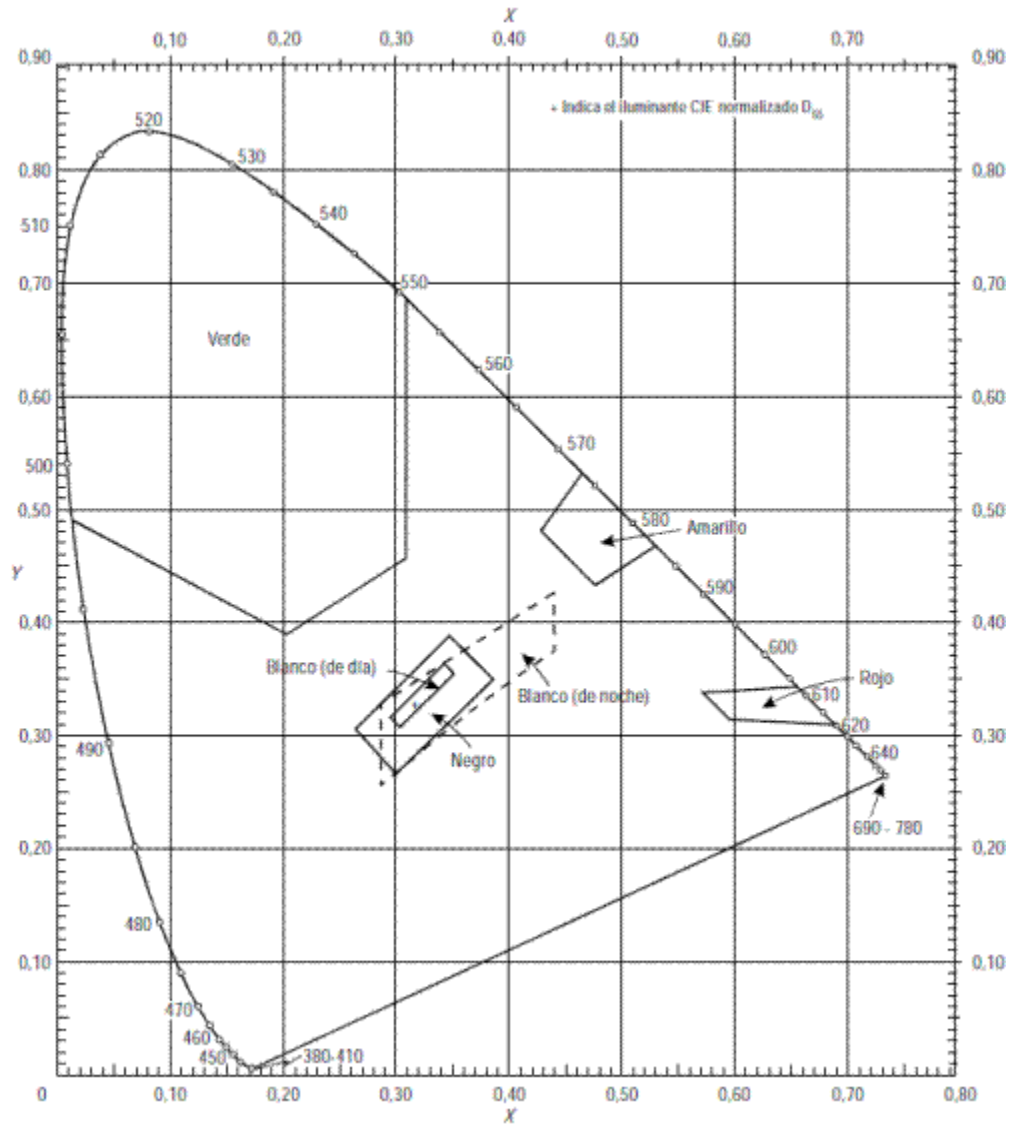 X
0,10 0,20 0,30 0,40 0,50 0,60 0,70
0,90 0,90
+ Indica el iluminante CIE normalizado D65
520
530
0,80 0,80
540
510
550
0,70 0,70
Verde
560
0,60 0,60
570
500
0,50 580 0,50
Amarillo
Y
590
0,40 0,40
600
Blanco (de día)
Rojo
Blanco (de noche)
610
620
0,30 0,30
490
Negro
640
690 - 780
0,20 0,20
480
0,10 0,10
470
460
450
380-410
0 0,10 0,20 0,30 0,40 0,50 0,60 0,70 0,80
X